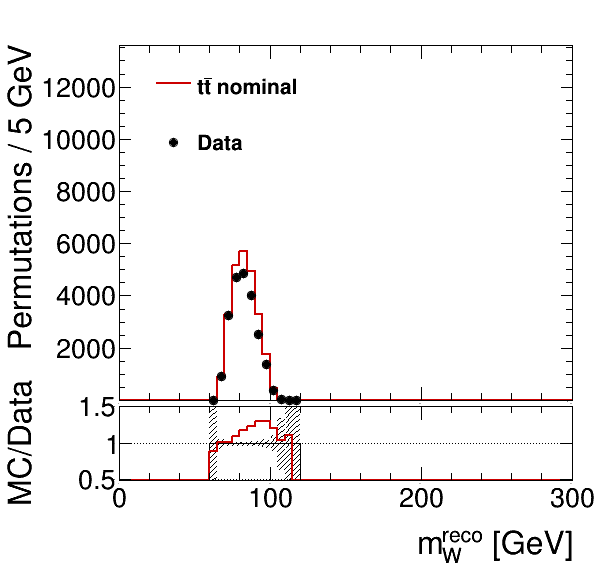 Permutations / 5 GeV
12000
10000
8000
6000
4000
2000
tt̄ nominal
Data
MC/Data
1.5
1
0.5
0 100 200 300
m_W^reco [GeV]